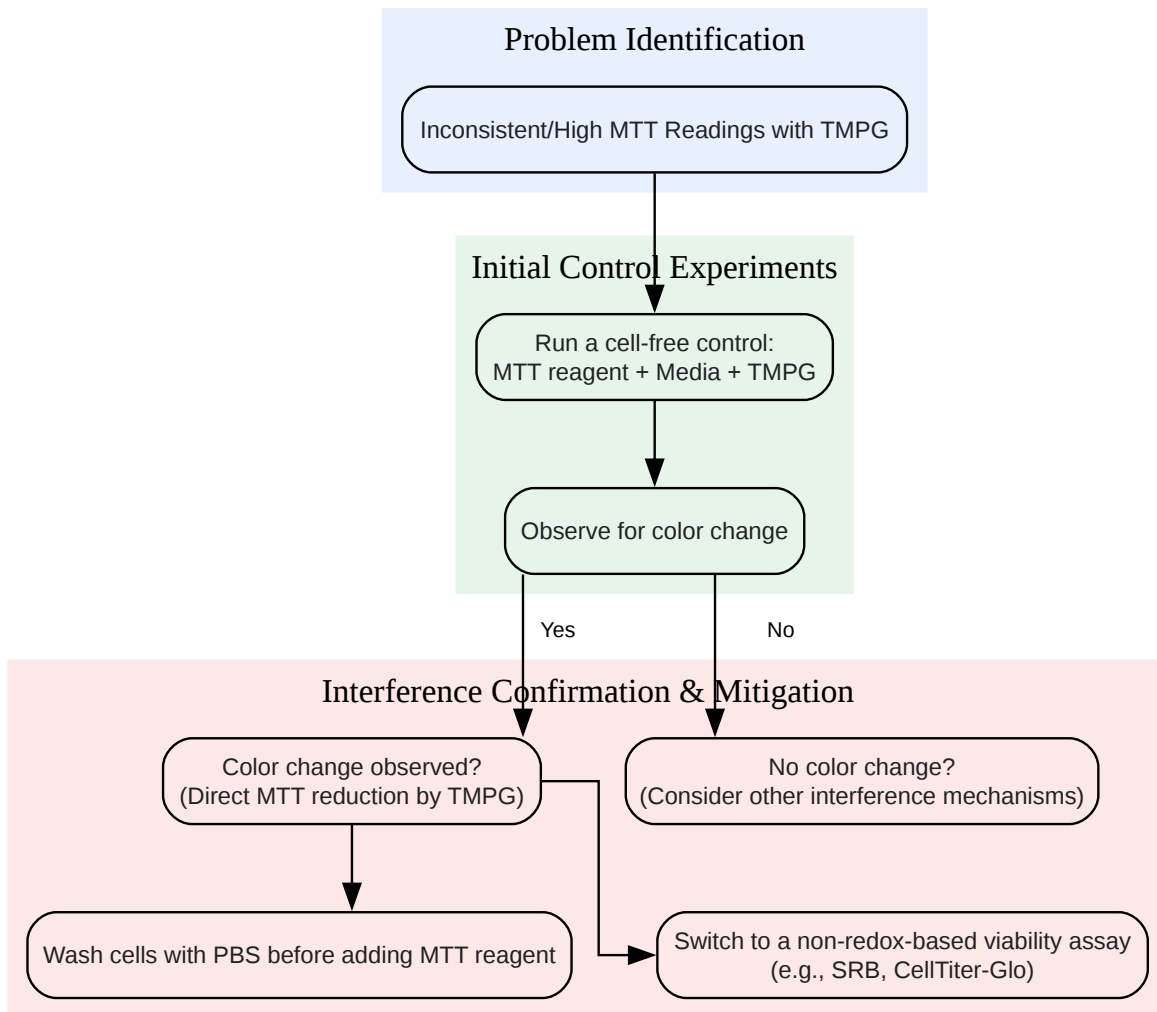 Problem Identification
Inconsistent/High MTT Readings with TMPG
Initial Control Experiments
Run a cell-free control:
MTT reagent + Media + TMPG
Observe for color change
Yes
No
Interference Confirmation & Mitigation
Color change observed?
(Direct MTT reduction by TMPG)
No color change?
(Consider other interference mechanisms)
Wash cells with PBS before adding MTT reagent
Switch to a non-redox-based viability assay
(e.g., SRB, CellTiter-Glo)